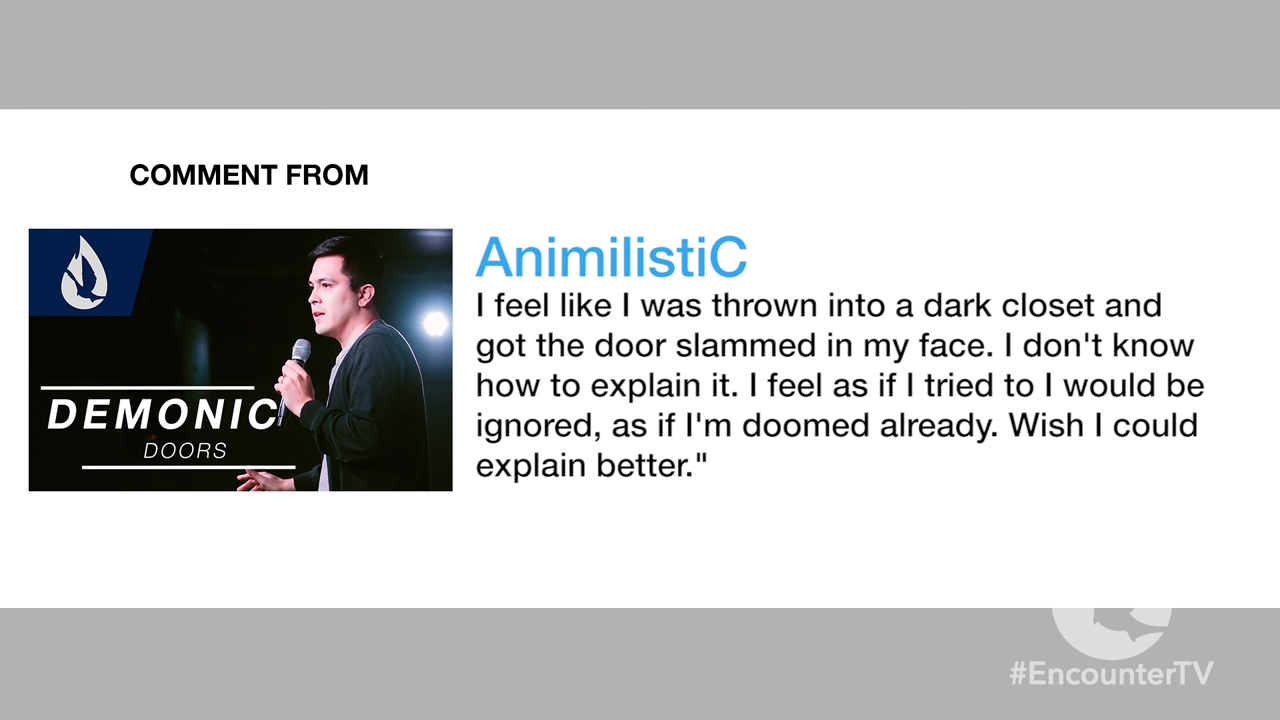 COMMENT FROM
DEMONIC
DOORS
AnimilistiC
I feel like I was thrown into a dark closet and
got the door slammed in my face. I don't know
how to explain it. I feel as if I tried to I would be
ignored, as if I'm doomed already. Wish I could
explain better."
#EncounterTV